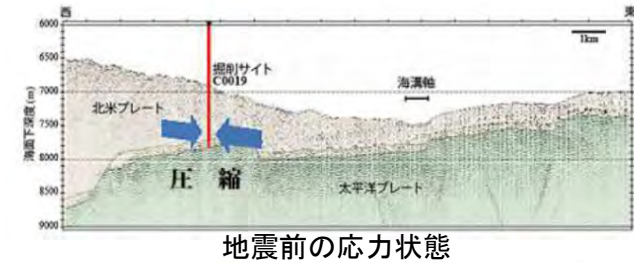 西
東
6000
6500
7000
7500
8000
8500
9000
海面下深度(m)
1km
掘削サイト
C0019
海溝軸
北米プレート
圧 縮
太平洋プレート
地震前の応力状態